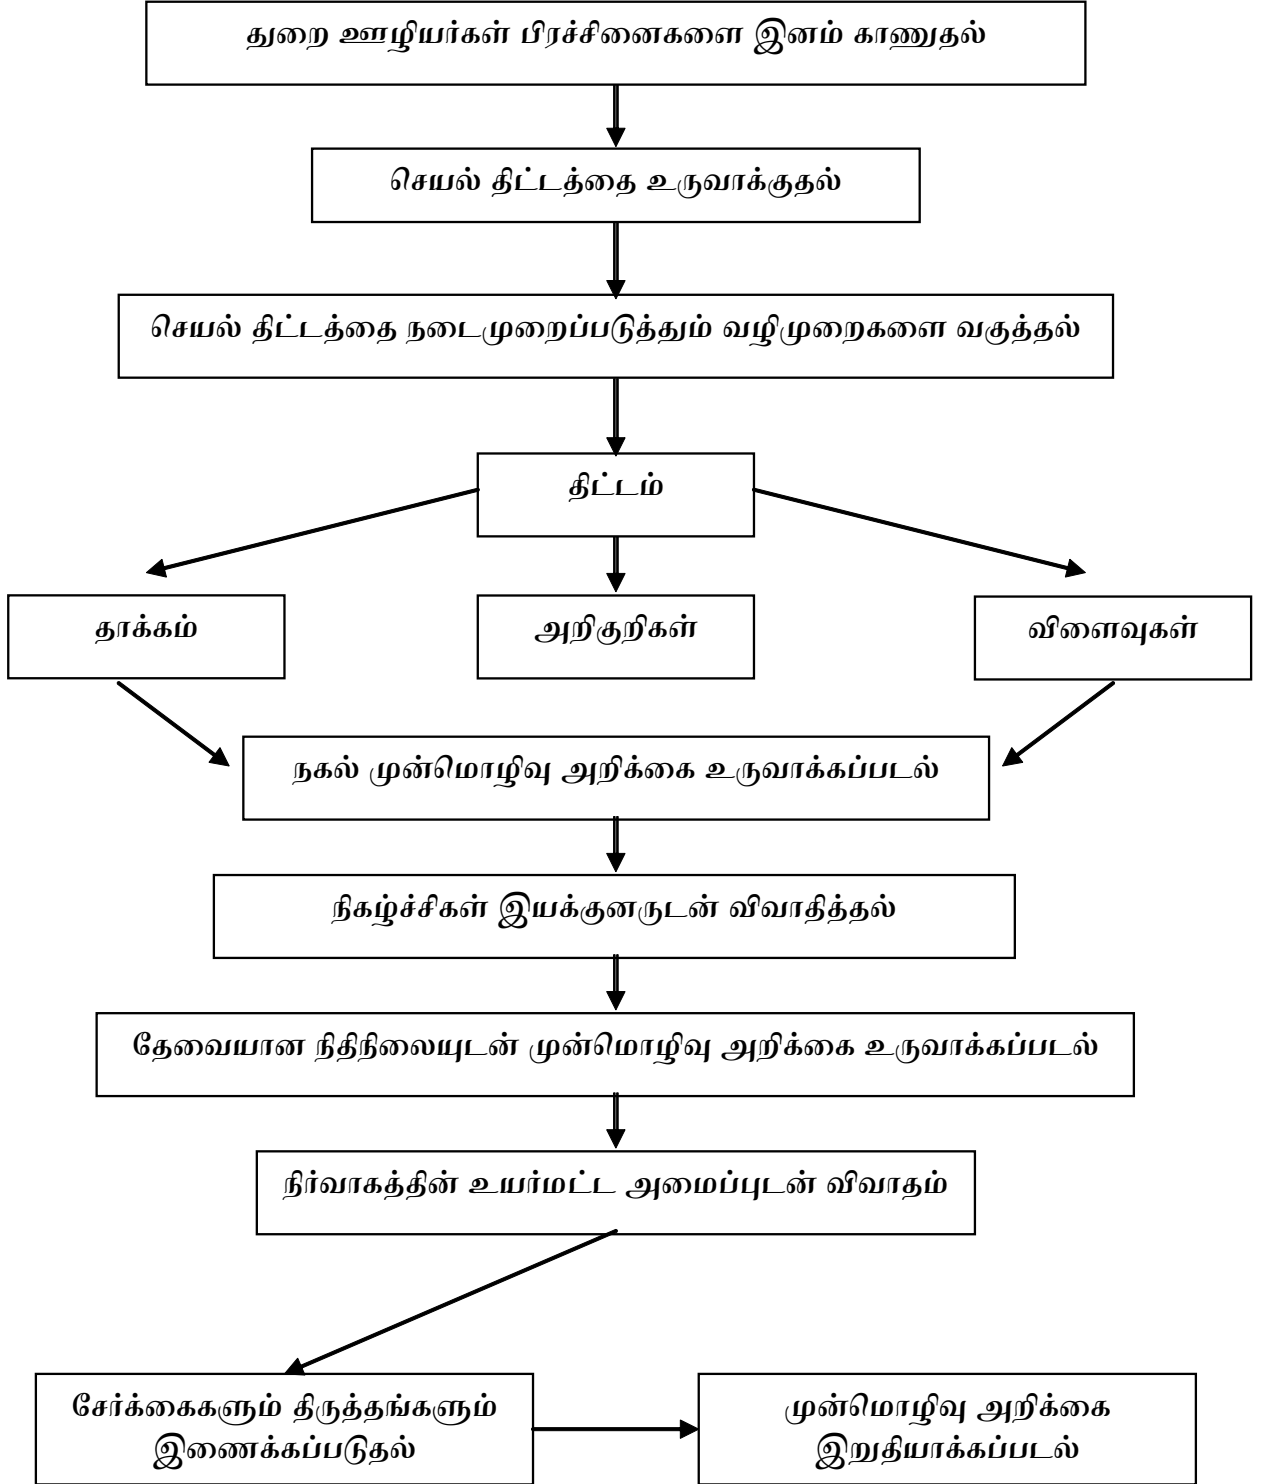 துறை ஊழியர்கள் பிரச்சினைகளை இனம் காணுதல்
செயல் திட்டத்தை உருவாக்குதல்
செயல் திட்டத்தை நடைமுறைப்படுத்தும் வழிமுறைகளை வகுத்தல்
திட்டம்
தாக்கம்
அறிகுறிகள்
விளைவுகள்
நகல் முன்மொழிவு அறிக்கை உருவாக்கப்படல்
நிகழ்ச்சிகள் இயக்குனருடன் விவாதித்தல்
தேவையான நிதிநிலையுடன் முன்மொழிவு அறிக்கை உருவாக்கப்படல்
நிர்வாகத்தின் உயர்மட்ட அமைப்புடன் விவாதம்
சேர்க்கைகளும் திருத்தங்களும்
இணைக்கப்படுதல்
முன்மொழிவு அறிக்கை
இறுதியாக்கப்படல்